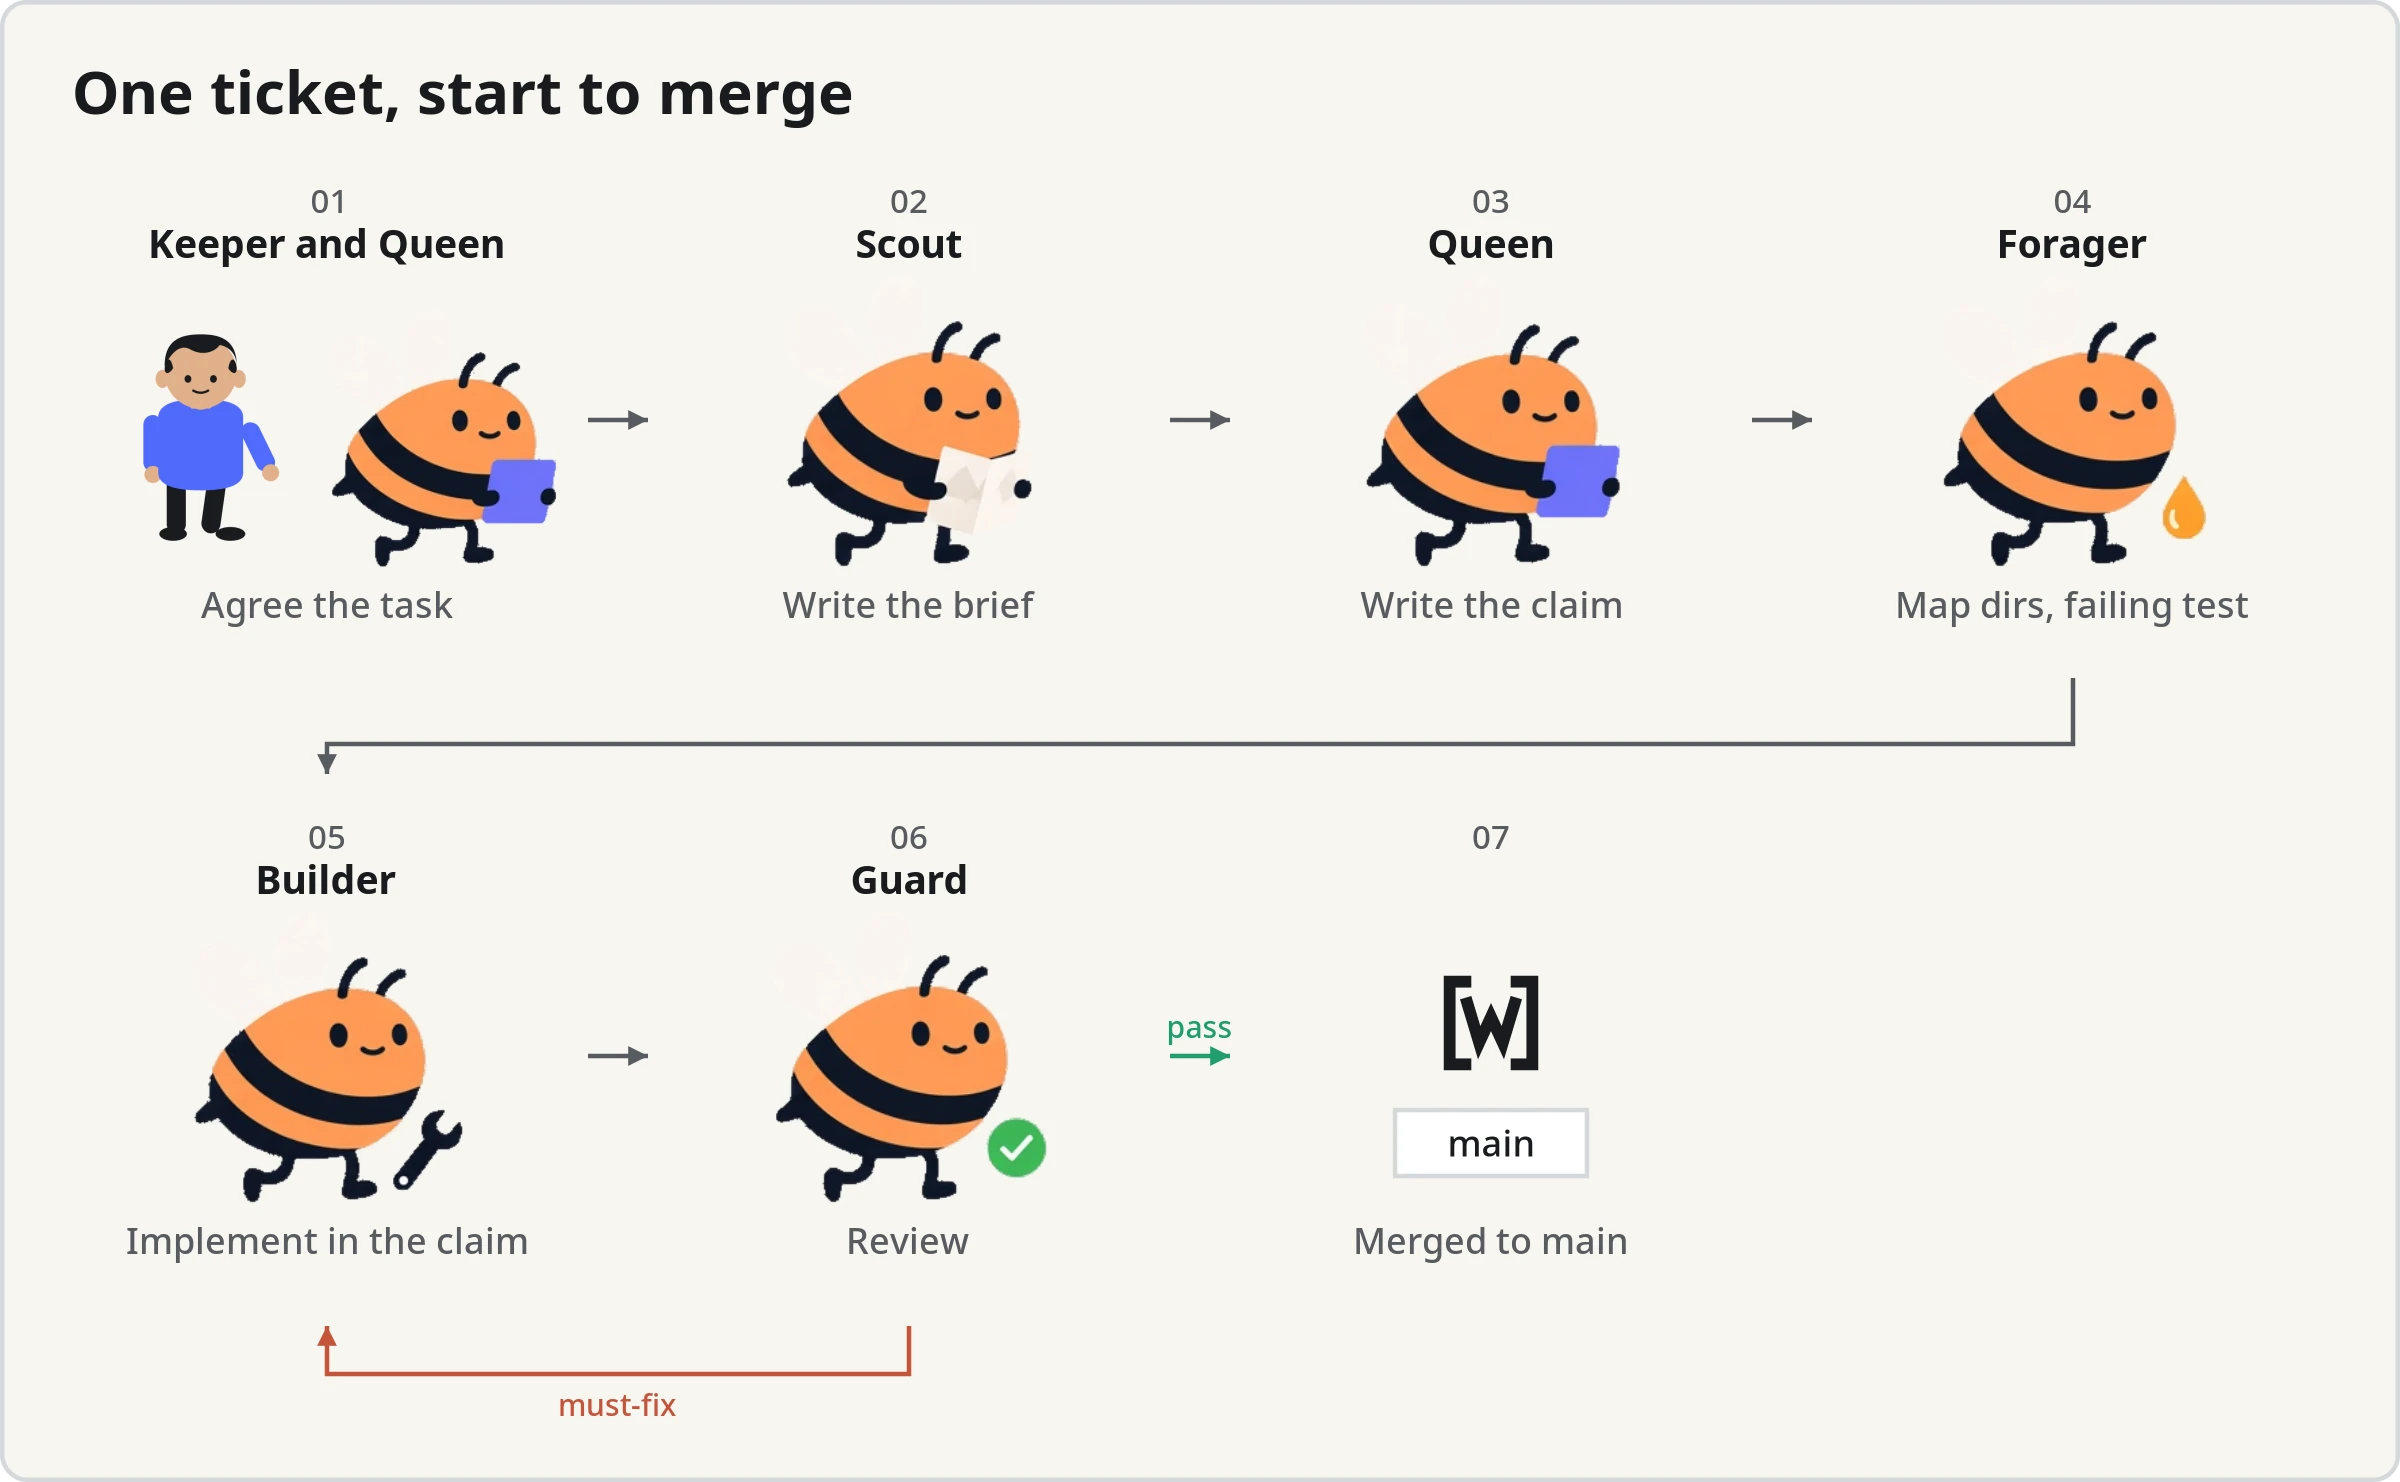 One ticket, start to merge
01
Keeper and Queen
Agree the task
02
Scout
Write the brief
03
Queen
Write the claim
04
Forager
Map dirs, failing test
05
Builder
Implement in the claim
06
Guard
Review
must-fix
pass
07
[W]
main
Merged to main